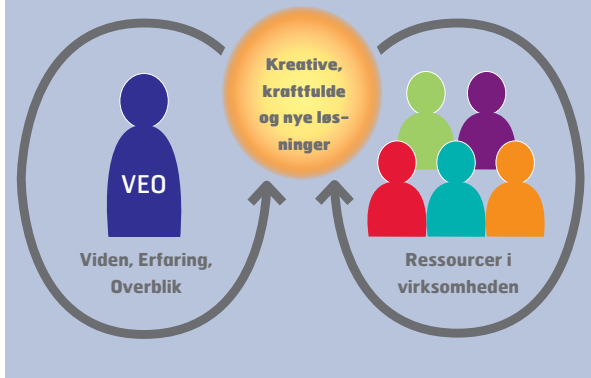 Kreative,
kraftfulde
og nye løs-
ninger
VEO
Viden, Erfaring,
Overblik
Ressourcer i
virksomheden